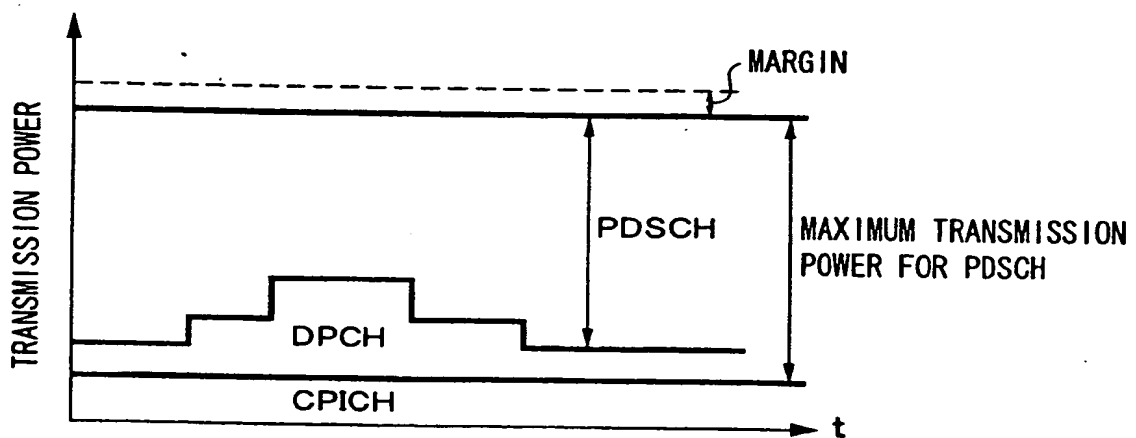 MARGIN
TRANSMISSION POWER
PDSCH
MAXIMUM TRANSMISSION
POWER FOR PDSCH
DPCH
CPICH
t